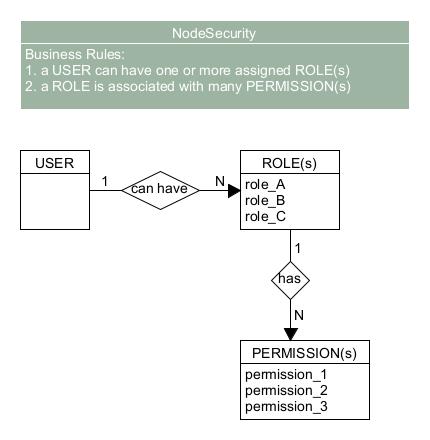 NodeSecurity
Business Rules:
1. a USER can have one or more assigned ROLE(s)
2. a ROLE is associated with many PERMISSION(s)
USER
1
can have
N
ROLE(s)
role_A
role_B
role_C
1
has
N
PERMISSION(s)
permission_1
permission_2
permission_3